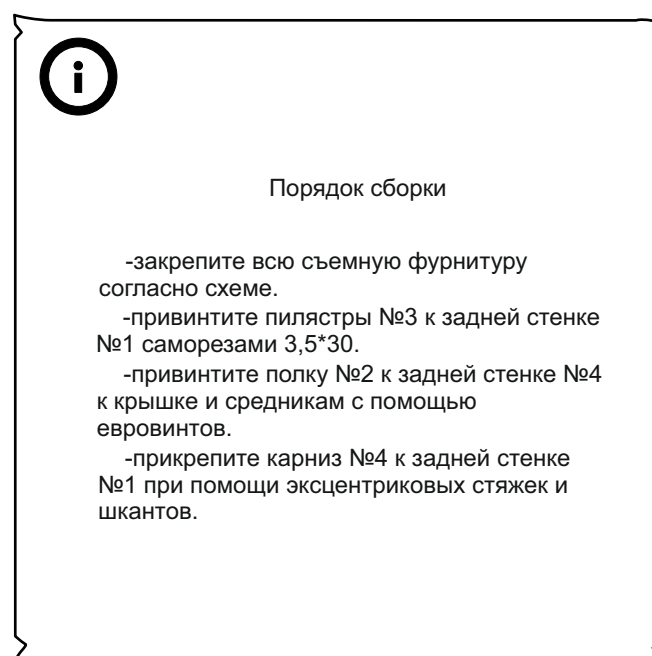 i
Порядок сборки
-закрепите всю съемную фурнитуру
согласно схеме.
-привинтите пилястры №3 к задней стенке
№1 саморезами 3,5*30.
-привинтите полку №2 к задней стенке №4
к крышке и средникам с помощью
евровинтов.
-прикрепите карниз №4 к задней стенке
№1 при помощи эксцентриковых стяжек и
шкантов.